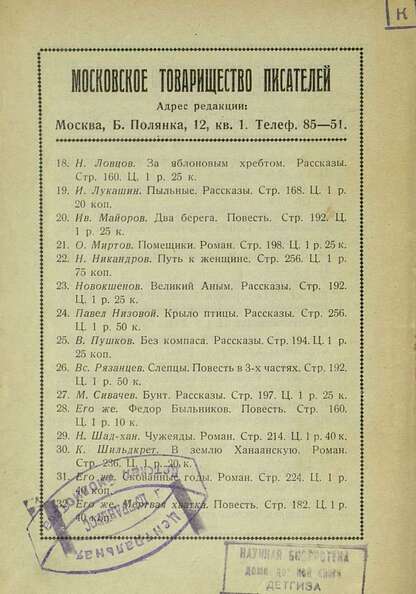 К
МОСКОВСКОЕ ТОВАРИЩЕСТВО ПИСАТЕЛЕЙ
Адрес редакции:
Москва, Б. Полянка, 12, кв. 1. Телеф. 85—51.
18. Н. Ловцов. За яблоновым хребтом. Рассказы.
Стр. 160. Ц. 1 р. 25 к.
19. И. Лукашин. Пыльные. Рассказы. Стр. 168. Ц. 1 р.
20 коп.
20. Ив. Майоров. Два берега. Повесть. Стр. 192. Ц.
1 р. 25 к.
21. О. Миртов. Помещики. Роман. Стр. 198. Ц. 1 р. 25 к.
22. Н. Никандров. Путь к женщине. Стр. 256. Ц. 1 р.
75 коп.
23. Новокшенов. Великий Аным. Рассказы. Стр. 192.
Ц. 1 р. 25 к.
24. Павел Низовой. Крыло птицы. Рассказы. Стр. 256.
Ц. 1 р. 50 к.
25. В. Пушков. Без компаса. Рассказы. Стр. 194. Ц. 1 р.
25 коп.
26. Вс. Рязанцев. Слепцы. Повесть в 3-х частях. Стр. 192.
Ц. 1 р. 50 к.
27. М. Сивачев. Бунт. Рассказы. Стр. 197. Ц. 1 р. 25 к.
28. Его же. Федор Быльников. Повесть. Стр. 160.
Ц. 1 р. 10 к.
29. Н. Шад-хан. Чужеяды. Роман. Стр. 214. Ц. 1 р. 40 к.
30. К. Шильдкрет. В землю Ханаанскую. Роман.
Стр. 236. Ц. 1 р. 20 к.
31. Его же. Скованные годы. Роман. Стр. 224. Ц. 1 р.
40 коп.
32. Его же. Мертвая хватка. Повесть. Стр. 182. Ц. 1 р.
40 коп.
Центральная
НАУЧНАЯ БИБЛИОТЕКА
дома детской книги
ДЕТГИЗА